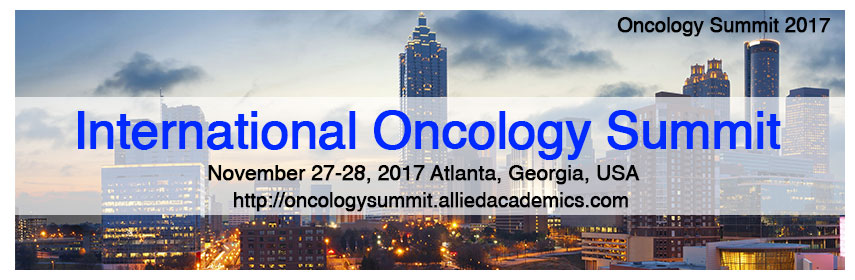 Oncology Summit 2017
International Oncology Summit
November 27-28, 2017 Atlanta, Georgia, USA
http://oncologysummit.alliedacademics.com